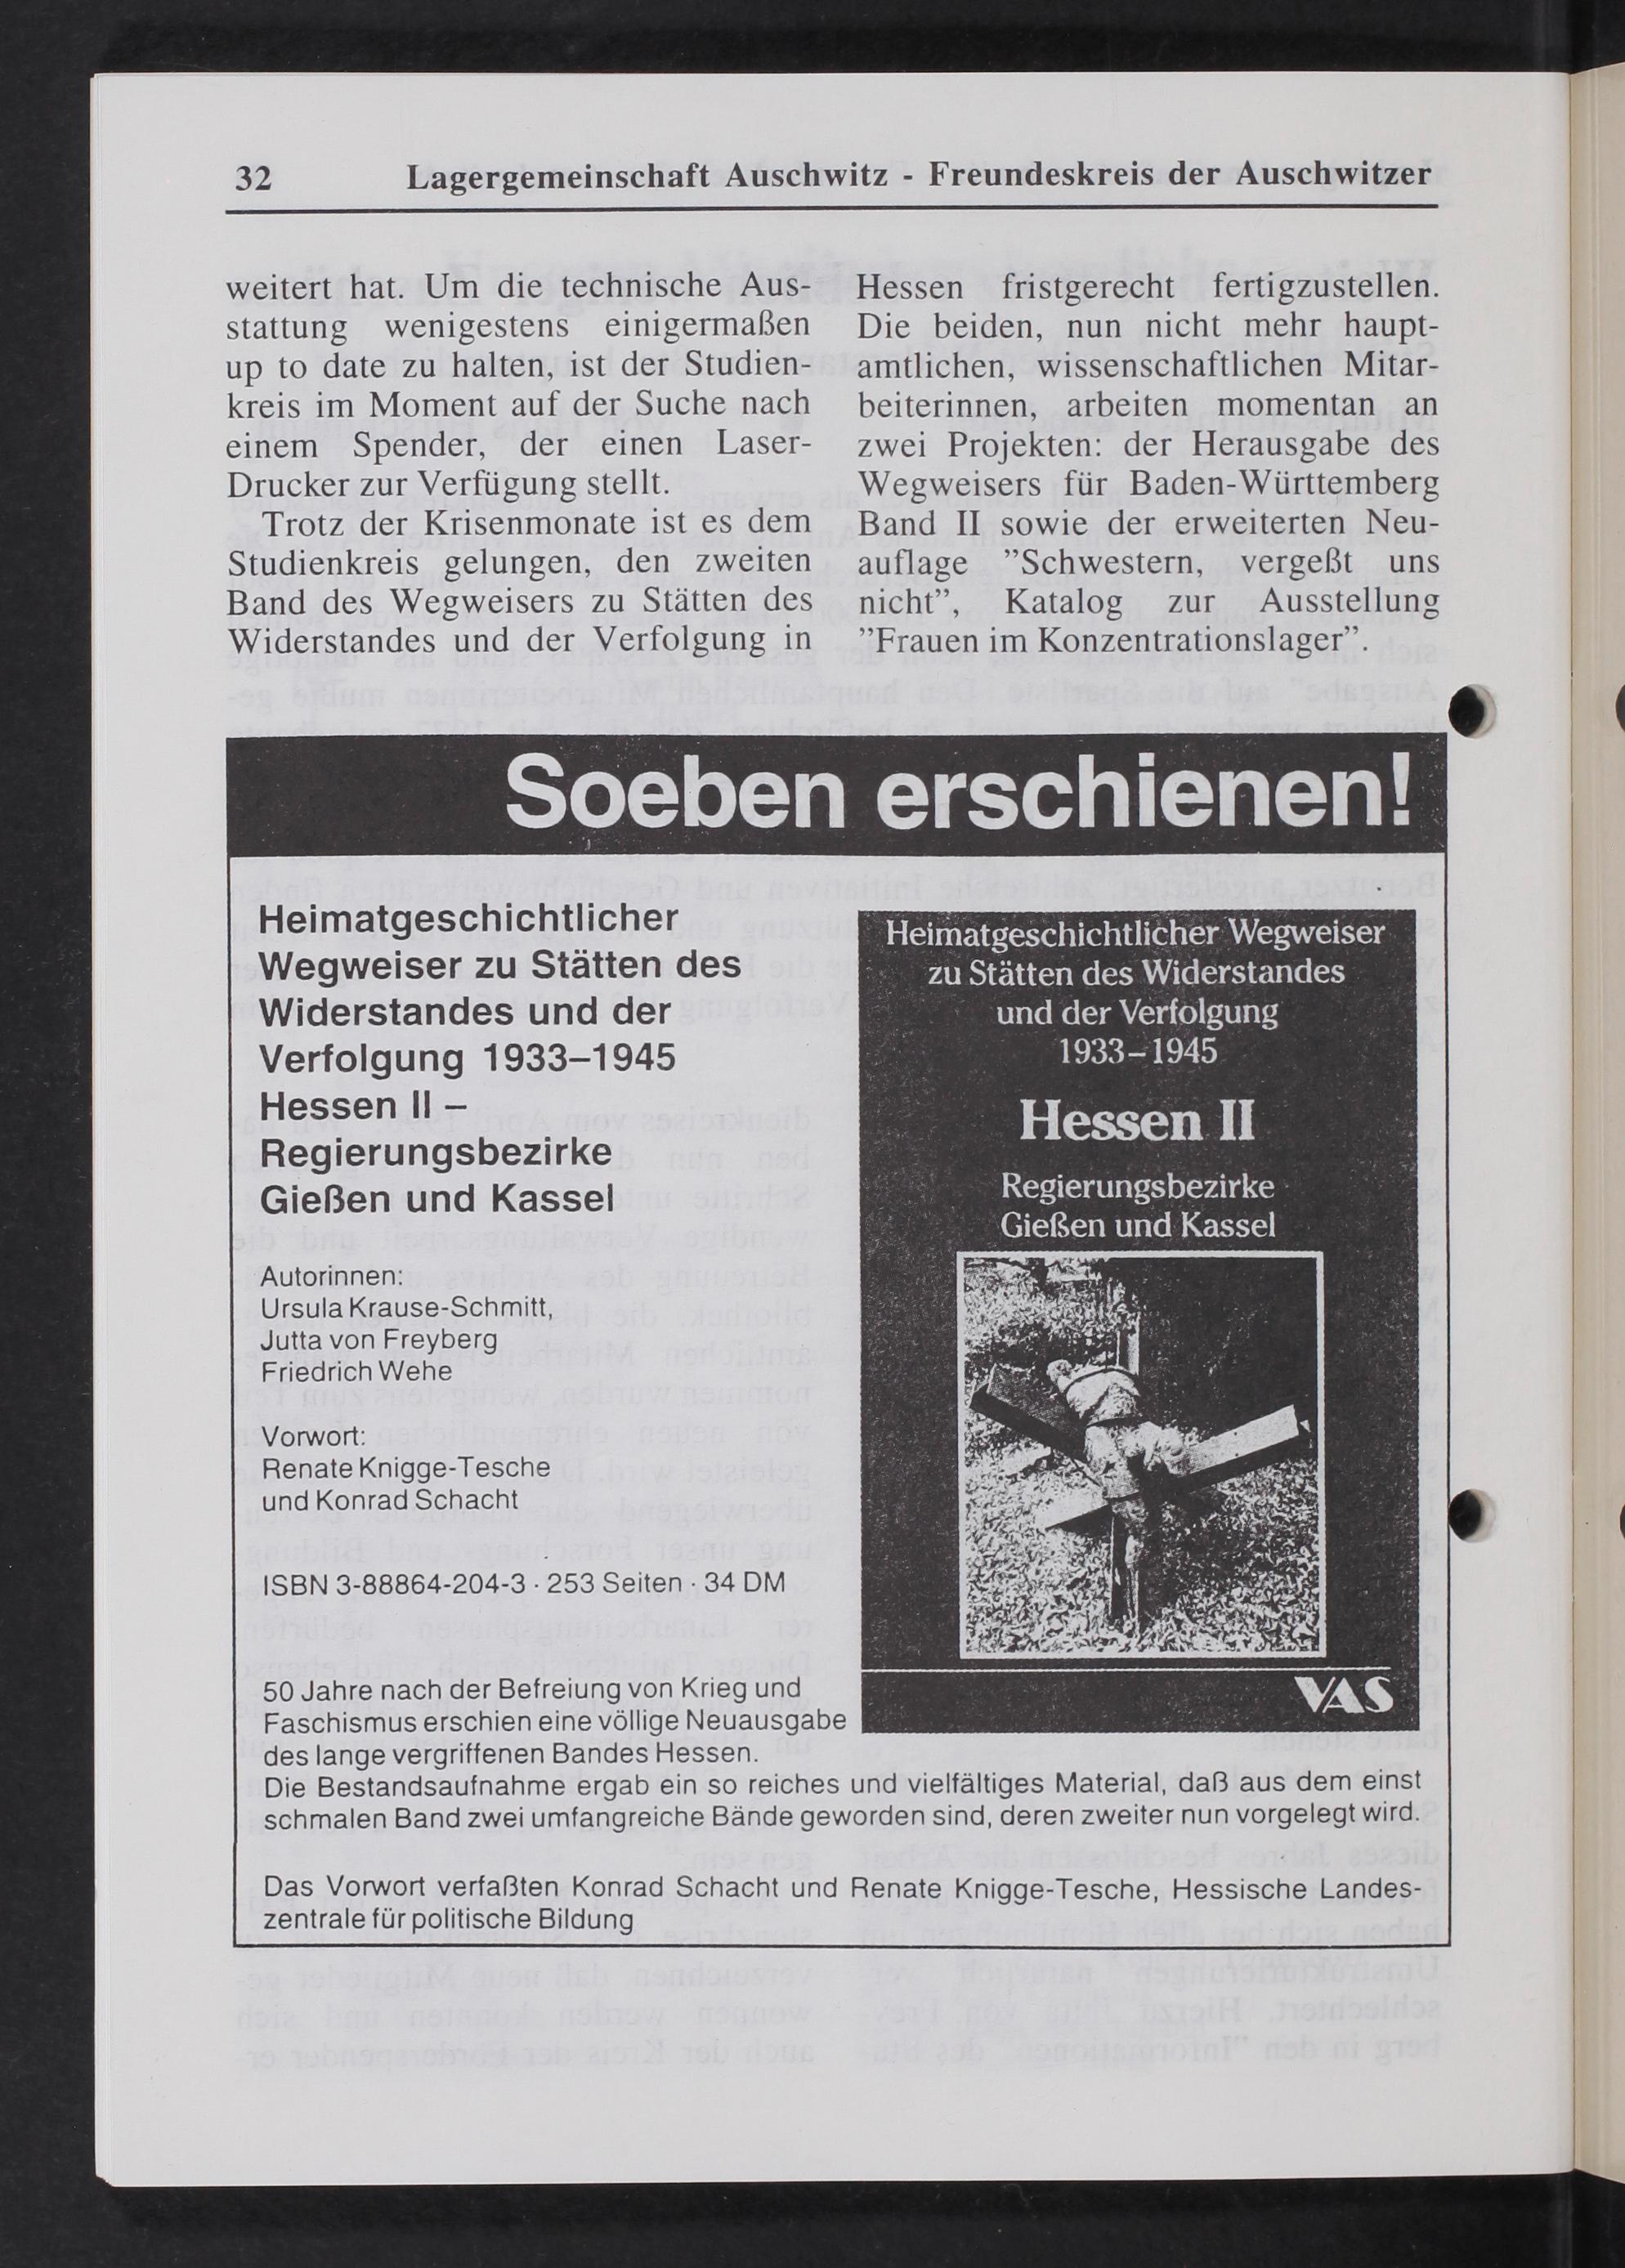 32 Lagergemeinschaft Auschwitz - Freundeskreis der Auschwitzer
weitert hat. Um die technische Aus-
stattung wenigestens einigermaßen
up to date zu halten, ist der Studien-
kreis im Moment auf der Suche nach
einem Spender, der einen Laser-
Drucker zur Verfügung stellt.
Trotz der Krisenmonate ist es dem
Studienkreis gelungen, den zweiten
Band des Wegweisers zu Stätten des
Widerstandes und der Verfolgung in
Hessen fristgerecht fertigzustellen.
Die beiden, nun nicht mehr haupt-
amtlichen, wissenschaftlichen Mitar-
beiterinnen, arbeiten momentan an
zwei Projekten: der Herausgabe des
Wegweisers für Baden-Württemberg
Band II sowie der erweiterten Neu-
auflage ”Schwestern, vergeßt uns
nicht”, Katalog zur Ausstellung
”Frauen im Konzentrationslager”.
Soeben erschienen!
Heimatgeschichtlicher
Wegweiser zu Stätten des
Widerstandes und der
Verfolgung 1933–1945
Hessen II –
Regierungsbezirke
Gießen und Kassel
Autorinnen:
Ursula Krause-Schmitt,
Jutta von Freyberg
Friedrich Wehe
Vorwort:
Renate Knigge-Tesche
und Konrad Schacht
ISBN 3-88864-204-3 · 253 Seiten · 34 DM
Heimatgeschichtlicher Wegweiser
zu Stätten des Widerstandes
und der Verfolgung
1933–1945
Hessen II
Regierungsbezirke
Gießen und Kassel
VAS
50 Jahre nach der Befreiung von Krieg und
Faschismus erschien eine völlige Neuausgabe
des lange vergriffenen Bandes Hessen.
Die Bestandsaufnahme ergab ein so reiches und vielfältiges Material, daß aus dem einst
schmalen Band zwei umfangreiche Bände geworden sind, deren zweiter nun vorgelegt wird.
Das Vorwort verfaßten Konrad Schacht und Renate Knigge-Tesche, Hessische Landes-
zentrale für politische Bildung